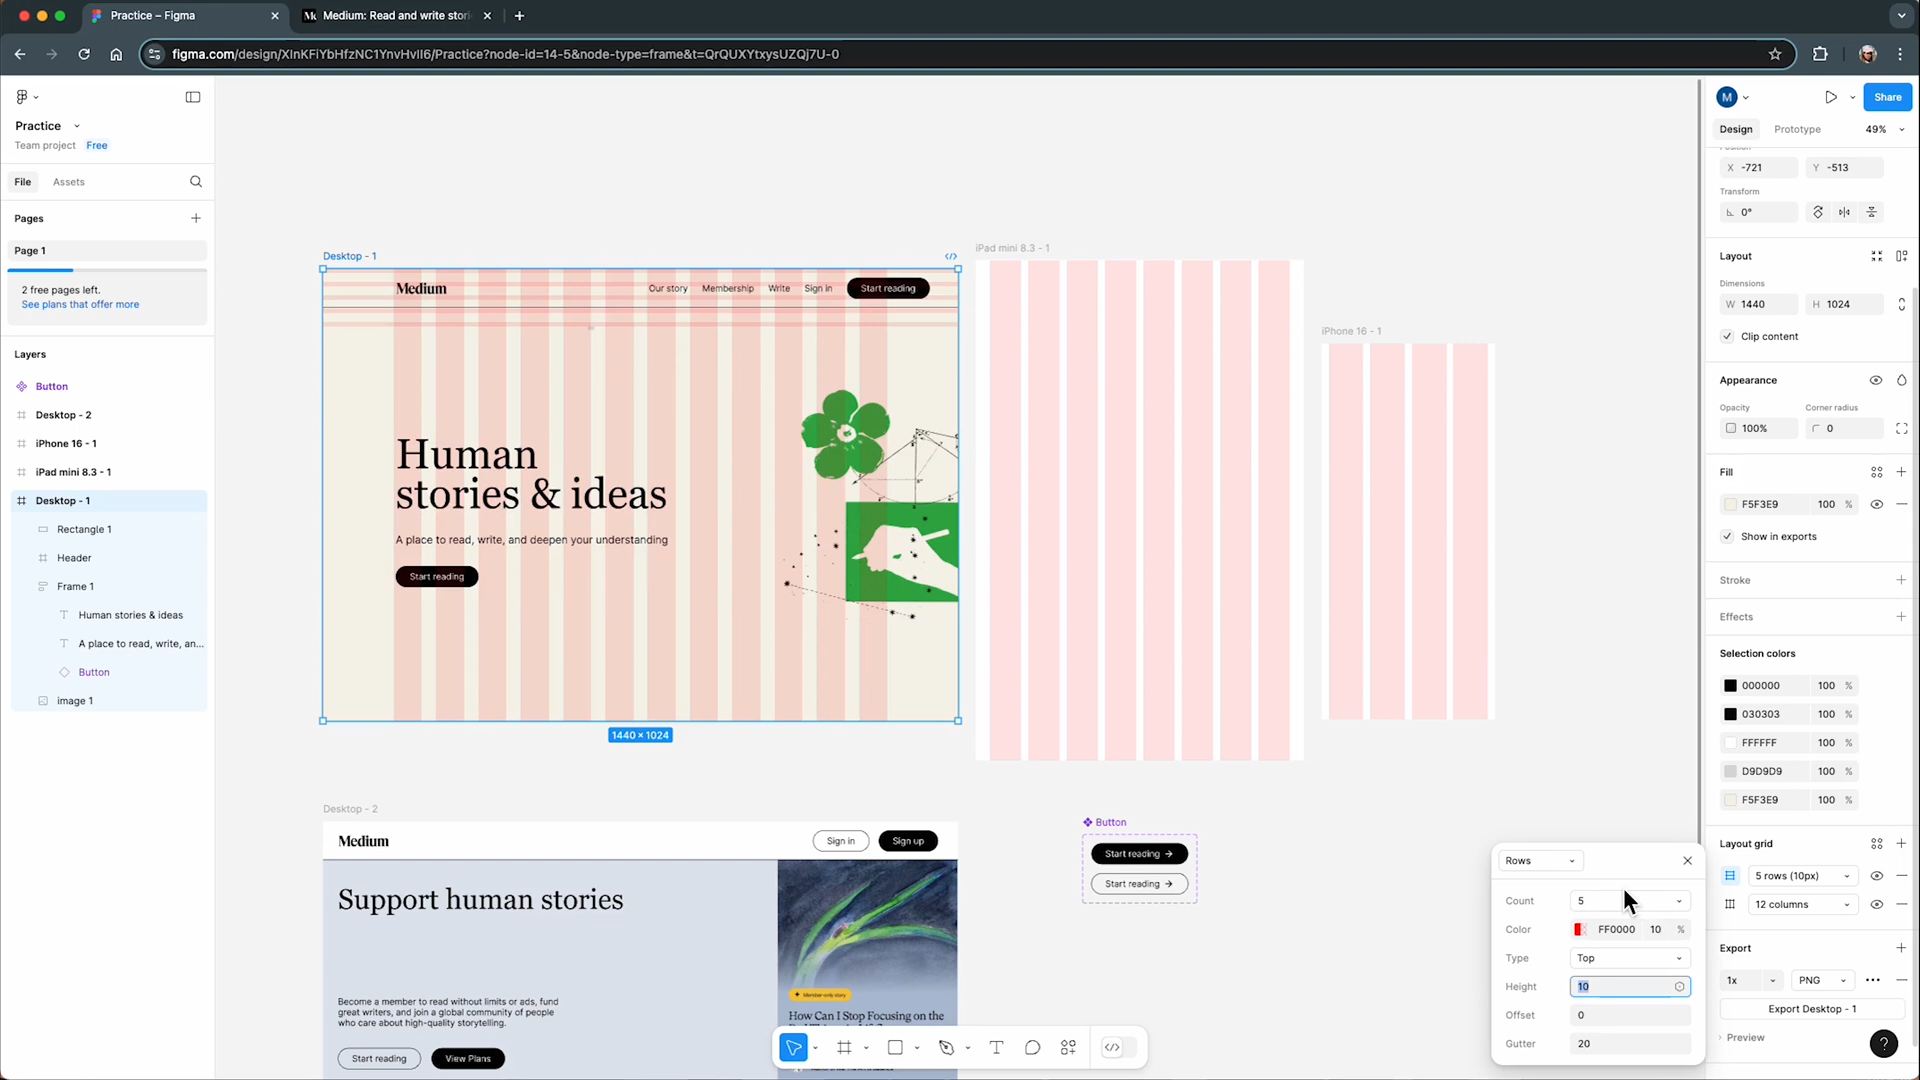 Practice – Figma
Medium: Read and write stori
figma.com/design/XInKFiYbHfzNC1YnvHvlI6/Practice?node-id=14-5&node-type=frame&t=QrQUXYtxysUZQj7U-0
Practice
Team project Free
File Assets
Pages
Page 1
2 free pages left.
See plans that offer more
Layers
Button
Desktop - 2
iPhone 16 - 1
iPad mini 8.3 - 1
Desktop - 1
Rectangle 1
Header
Frame 1
Human stories & ideas
A place to read, write, an...
Button
image 1
Desktop - 1
Medium
Our story Membership Write Sign in Start reading
Human
stories & ideas
A place to read, write, and deepen your understanding
Start reading
1440 × 1024
iPad mini 8.3 - 1
iPhone 16 - 1
Desktop - 2
Medium
Sign in Sign up
Support human stories
Become a member to read without limits or ads, fund
great writers, and join a global community of people
who care about high-quality storytelling.
Start reading View Plans
Member-only story
How Can I Stop Focusing on the
Button
Start reading →
Start reading →
Rows
Count 5
Color FF0000 10 %
Type Top
Height 10
Offset 0
Gutter 20
M
Share
Design Prototype 49%
Position
X -721 Y -513
Transform
0°
Layout
Dimensions
W 1440 H 1024
Clip content
Appearance
Opacity Corner radius
100% 0
Fill
F5F3E9 100 %
Show in exports
Stroke
Effects
Selection colors
000000 100 %
030303 100 %
FFFFFF 100 %
D9D9D9 100 %
F5F3E9 100 %
Layout grid
5 rows (10px)
12 columns
Export
1x PNG
Export Desktop - 1
Preview
?